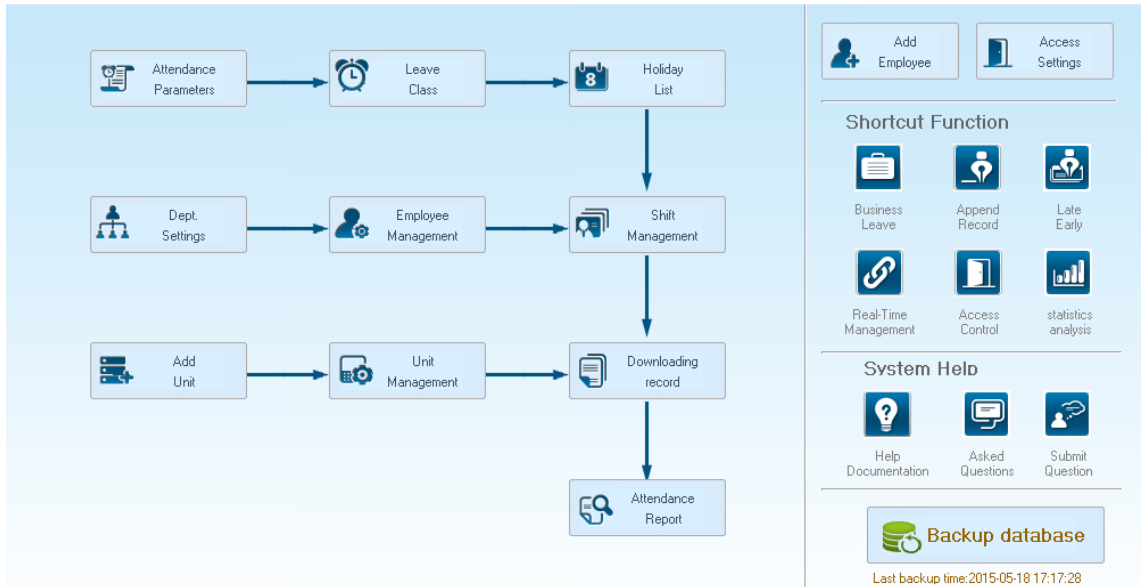 Attendance
Parameters
Leave
Class
8
Holiday
List
Dept.
Settings
Employee
Management
Shift
Management
Add
Unit
Unit
Management
Downloading
record
Attendance
Report
Add
Employee
Access
Settings
Shortcut Function
Business
Leave
Append
Record
Late
Early
Real-Time
Management
Access
Control
statistics
analysis
System Help
?
Help
Documentation
Asked
Questions
Submit
Question
Backup database
Last backup time:2015-05-18 17:17:28